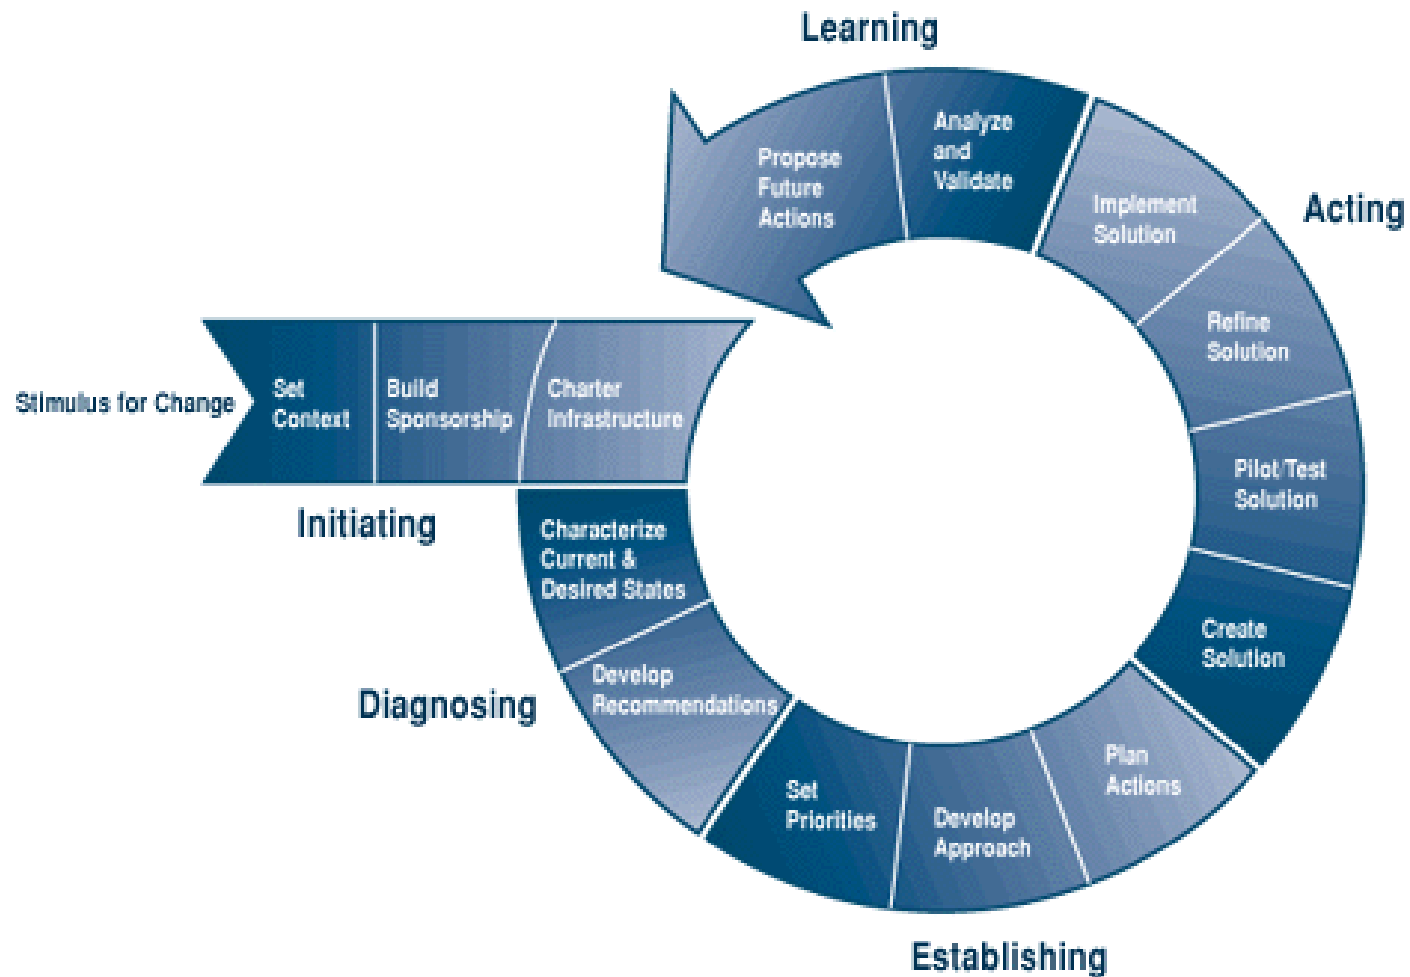 Learning
Analyze
and
Validate
Propose
Future
Actions
Implement
Solution
Acting
Refine
Solution
Pilot/Test
Solution
Create
Solution
Stimulus for Change
Set
Context
Build
Sponsorship
Charter
Infrastructure
Initiating
Characterize
Current &
Desired States
Develop
Recommendations
Diagnosing
Set
Priorities
Develop
Approach
Plan
Actions
Establishing